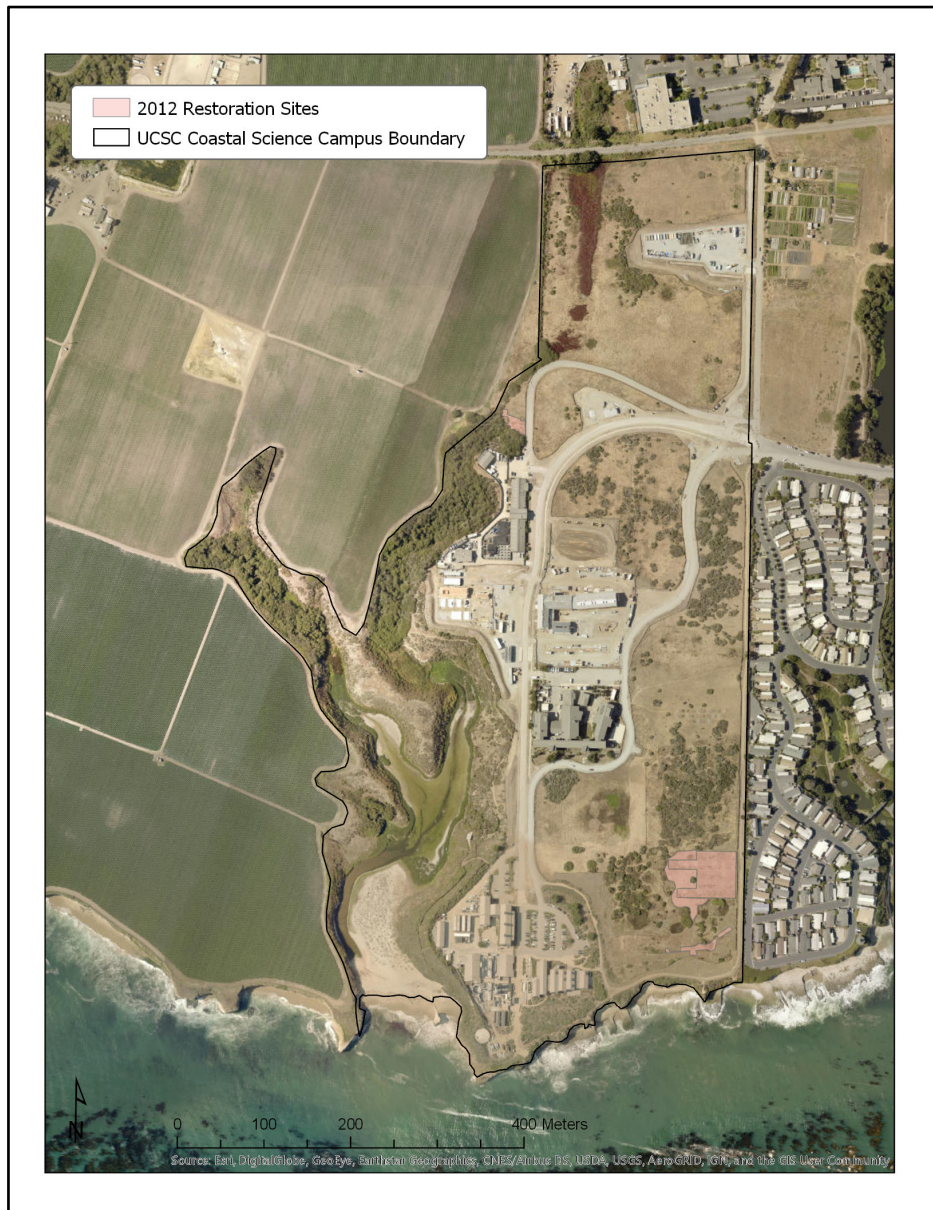 2012 Restoration Sites
UCSC Coastal Science Campus Boundary
N
0 100 200 400 Meters
Source: Esri, DigitalGlobe, GeoEye, Earthstar Geographics, CNES/Airbus DS, USDA, USGS, AeroGRID, IGN, and the GIS User Community